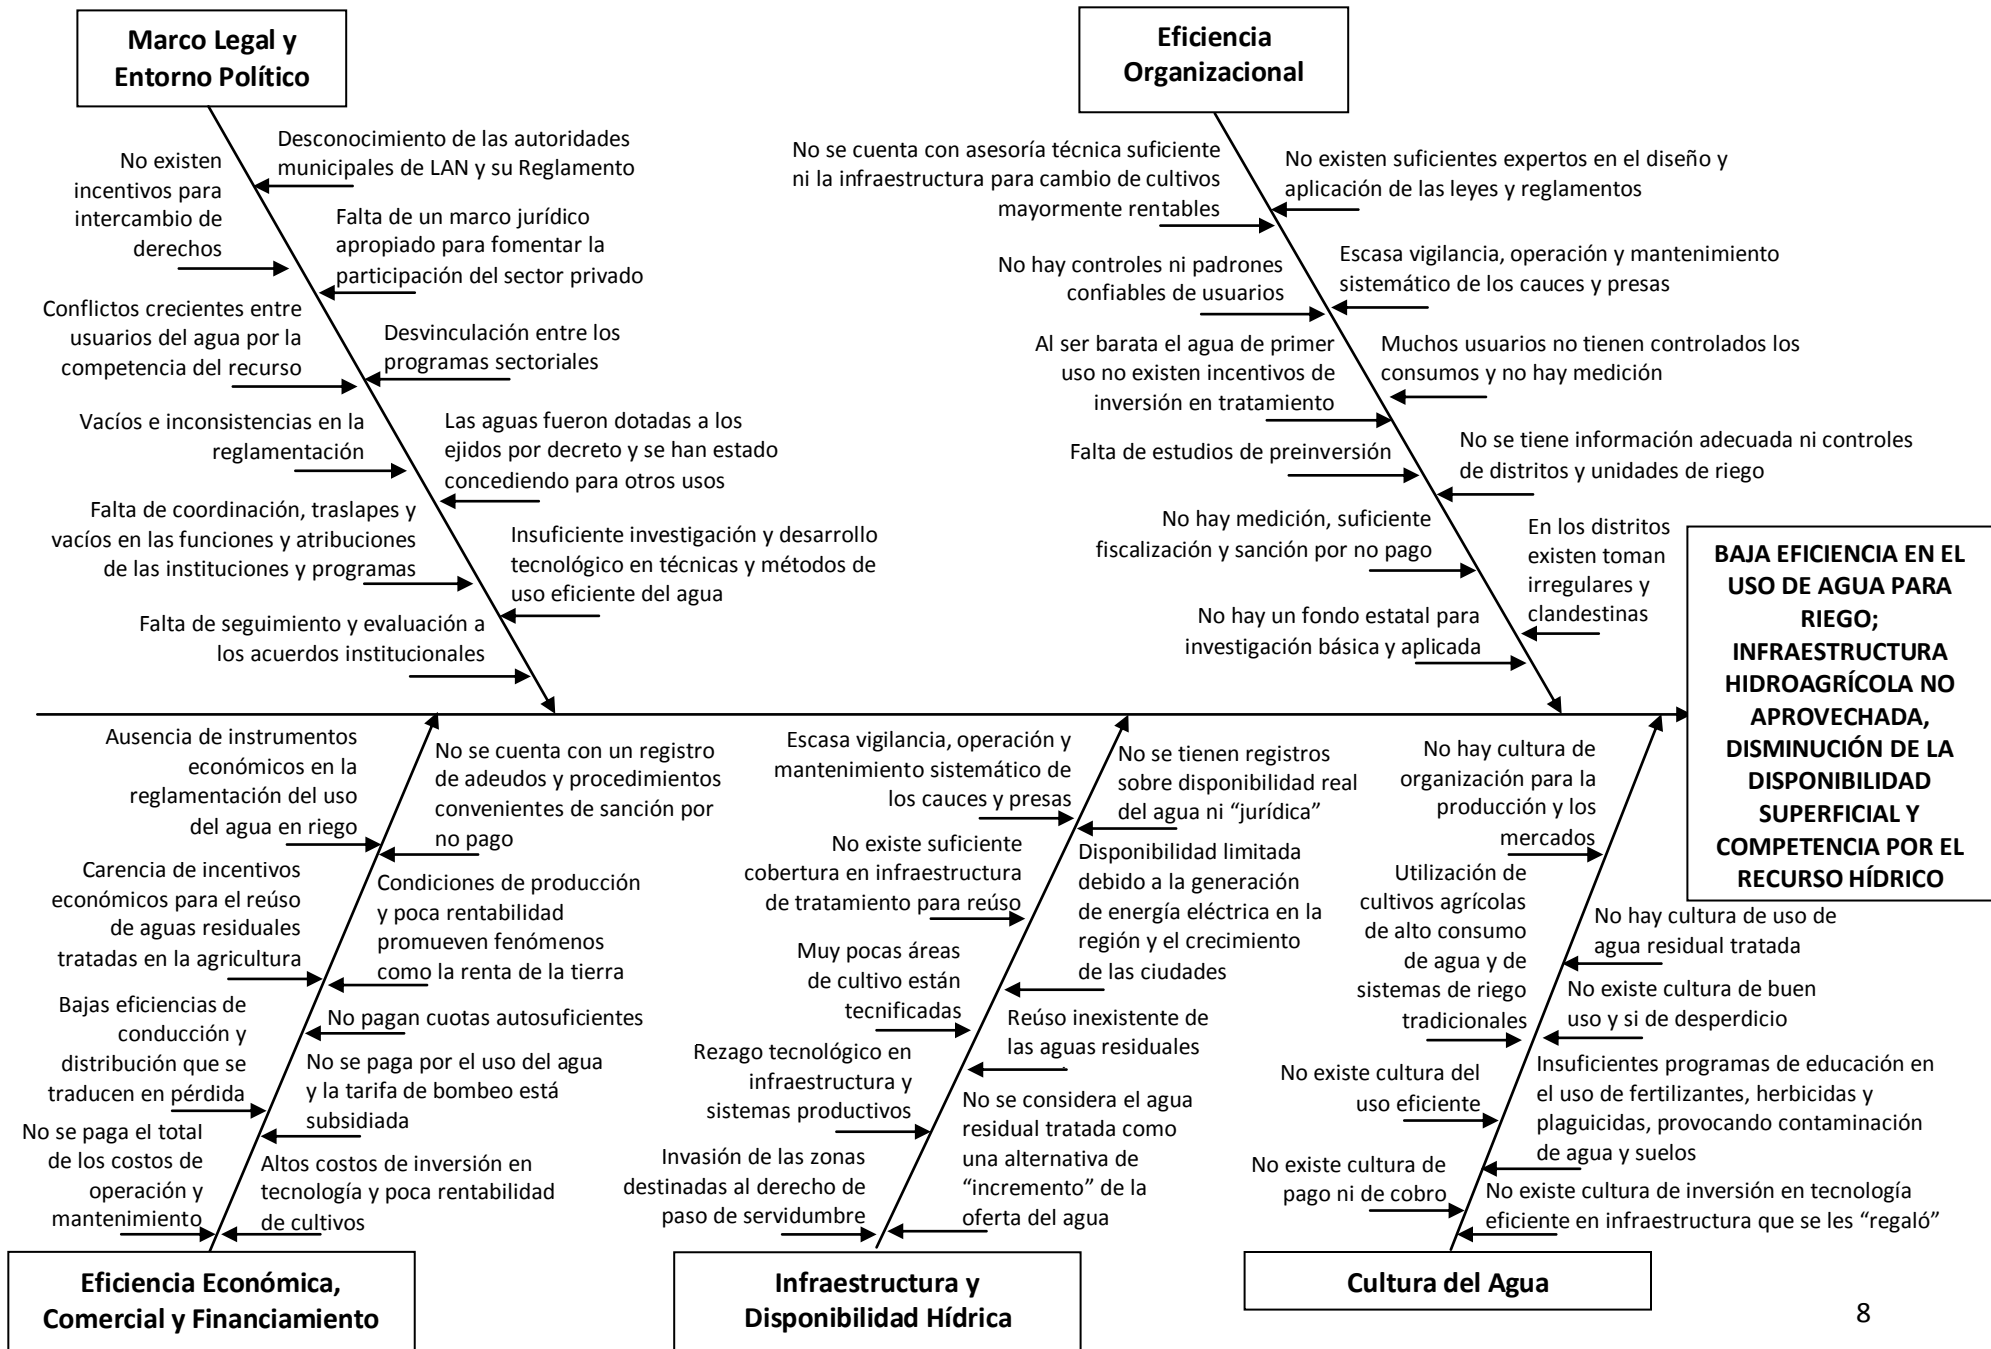 Marco Legal y
Entorno Político
Eficiencia
Organizacional
No existen
incentivos para
intercambio de
derechos
Desconocimiento de las autoridades
municipales de LAN y su Reglamento
Falta de un marco jurídico
apropiado para fomentar la
participación del sector privado
Conflictos crecientes entre
usuarios del agua por la
competencia del recurso
Desvinculación entre los
programas sectoriales
Vacíos e inconsistencias en la
reglamentación
Las aguas fueron dotadas a los
ejidos por decreto y se han estado
concediendo para otros usos
Falta de coordinación, traslapes y
vacíos en las funciones y atribuciones
de las instituciones y programas
Insuficiente investigación y desarrollo
tecnológico en técnicas y métodos de
uso eficiente del agua
Falta de seguimiento y evaluación a
los acuerdos institucionales
No se cuenta con asesoría técnica suficiente
ni la infraestructura para cambio de cultivos
mayormente rentables
No existen suficientes expertos en el diseño y
aplicación de las leyes y reglamentos
No hay controles ni padrones
confiables de usuarios
Escasa vigilancia, operación y mantenimiento
sistemático de los cauces y presas
Al ser barata el agua de primer
uso no existen incentivos de
inversión en tratamiento
Muchos usuarios no tienen controlados los
consumos y no hay medición
Falta de estudios de preinversión
No se tiene información adecuada ni controles
de distritos y unidades de riego
No hay medición, suficiente
fiscalización y sanción por no pago
En los distritos
existen toman
irregulares y
clandestinas
No hay un fondo estatal para
investigación básica y aplicada
BAJA EFICIENCIA EN EL
USO DE AGUA PARA
RIEGO;
INFRAESTRUCTURA
HIDROAGRÍCOLA NO
APROVECHADA,
DISMINUCIÓN DE LA
DISPONIBILIDAD
SUPERFICIAL Y
COMPETENCIA POR EL
RECURSO HÍDRICO
Ausencia de instrumentos
económicos en la
reglamentación del uso
del agua en riego
No se cuenta con un registro
de adeudos y procedimientos
convenientes de sanción por
no pago
Carencia de incentivos
económicos para el reúso
de aguas residuales
tratadas en la agricultura
Condiciones de producción
y poca rentabilidad
promueven fenómenos
como la renta de la tierra
Bajas eficiencias de
conducción y
distribución que se
traducen en pérdida
No pagan cuotas autosuficientes
No se paga por el uso del agua
y la tarifa de bombeo está
subsidiada
No se paga el total
de los costos de
operación y
mantenimiento
Altos costos de inversión en
tecnología y poca rentabilidad
de cultivos
Escasa vigilancia, operación y
mantenimiento sistemático de
los cauces y presas
No se tienen registros
sobre disponibilidad real
del agua ni “jurídica”
No existe suficiente
cobertura en infraestructura
de tratamiento para reúso
Disponibilidad limitada
debido a la generación
de energía eléctrica en la
región y el crecimiento
de las ciudades
Muy pocas áreas
de cultivo están
tecnificadas
Reúso inexistente de
las aguas residuales
Rezago tecnológico en
infraestructura y
sistemas productivos
No se considera el agua
residual tratada como
una alternativa de
“incremento” de la
oferta del agua
Invasión de las zonas
destinadas al derecho de
paso de servidumbre
No hay cultura de
organización para la
producción y los
mercados
Utilización de
cultivos agrícolas
de alto consumo
de agua y de
sistemas de riego
tradicionales
No hay cultura de uso de
agua residual tratada
No existe cultura de buen
uso y si de desperdicio
No existe cultura del
uso eficiente
Insuficientes programas de educación en
el uso de fertilizantes, herbicidas y
plaguicidas, provocando contaminación
de agua y suelos
No existe cultura de
pago ni de cobro
No existe cultura de inversión en tecnología
eficiente en infraestructura que se les “regaló”
Eficiencia Económica,
Comercial y Financiamiento
Infraestructura y
Disponibilidad Hídrica
Cultura del Agua
8